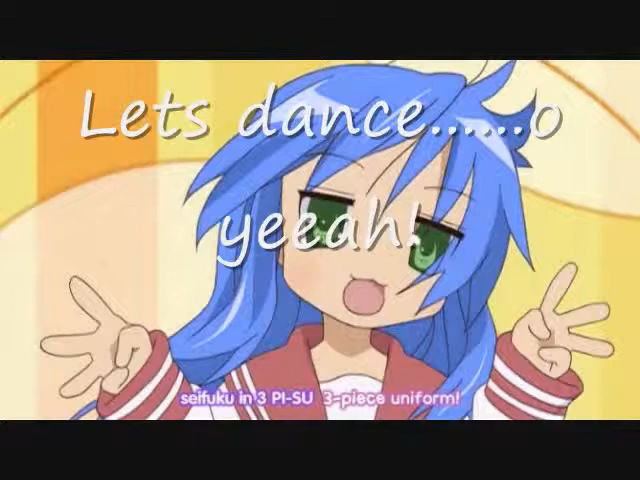 Lets dance......o
yeeah!
seifuku in 3 PI-SU  3-piece uniform!